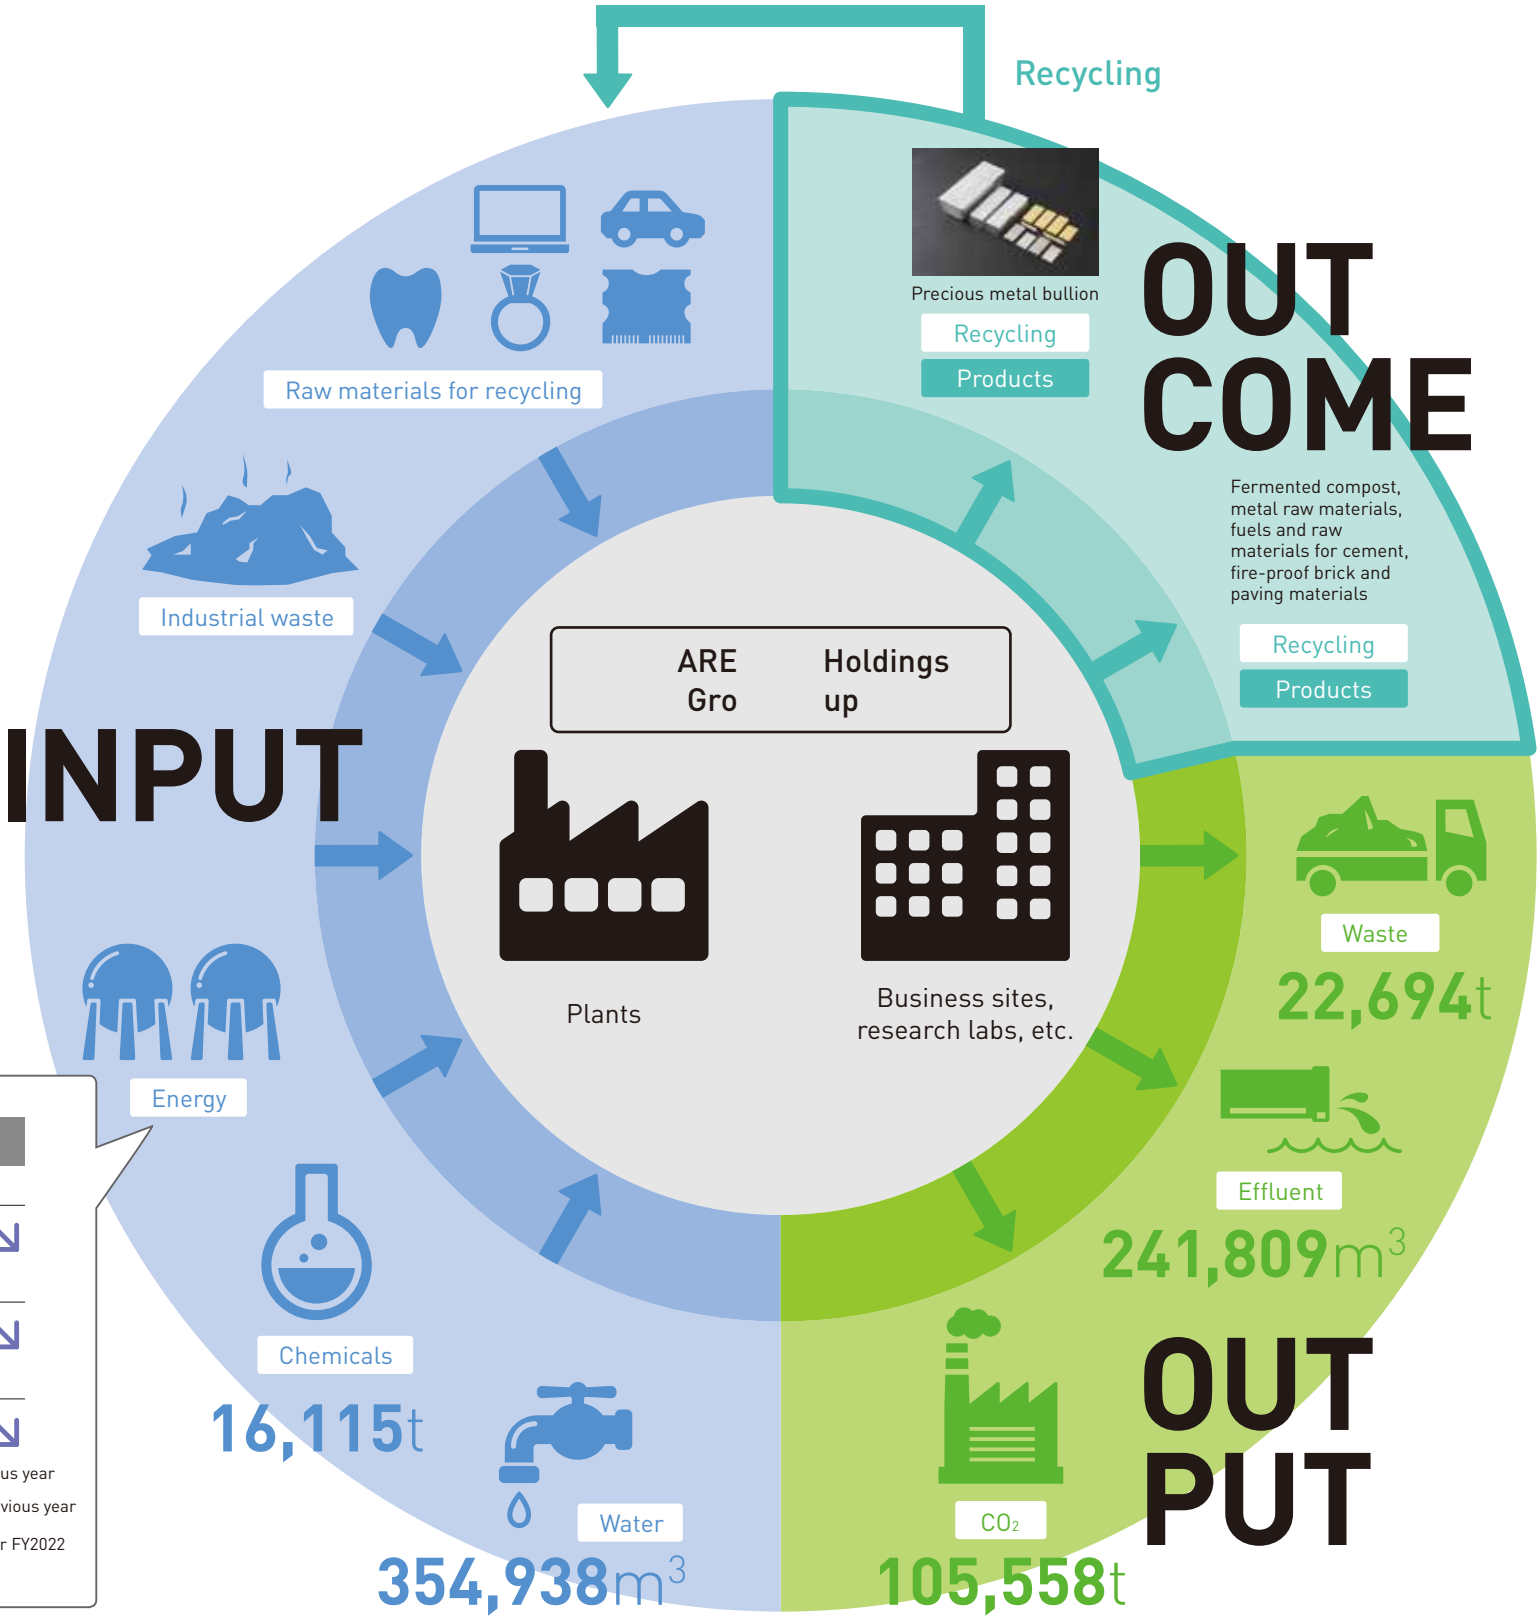 Recycling
Precious metal bullion
Recycling
Products
OUT
COME
Raw materials for recycling
Fermented compost,
metal raw materials,
fuels and raw
materials for cement,
fire-proof brick and
paving materials
Recycling
Products
Industrial waste
ARE Holdings
Gro up
INPUT
Plants
Business sites,
research labs, etc.
Waste
22,694t
Energy
Effluent
241,809m³
Chemicals
16,115t
Water
354,938m³
CO₂
105,558t
OUT
PUT
us year
vious year
r FY2022